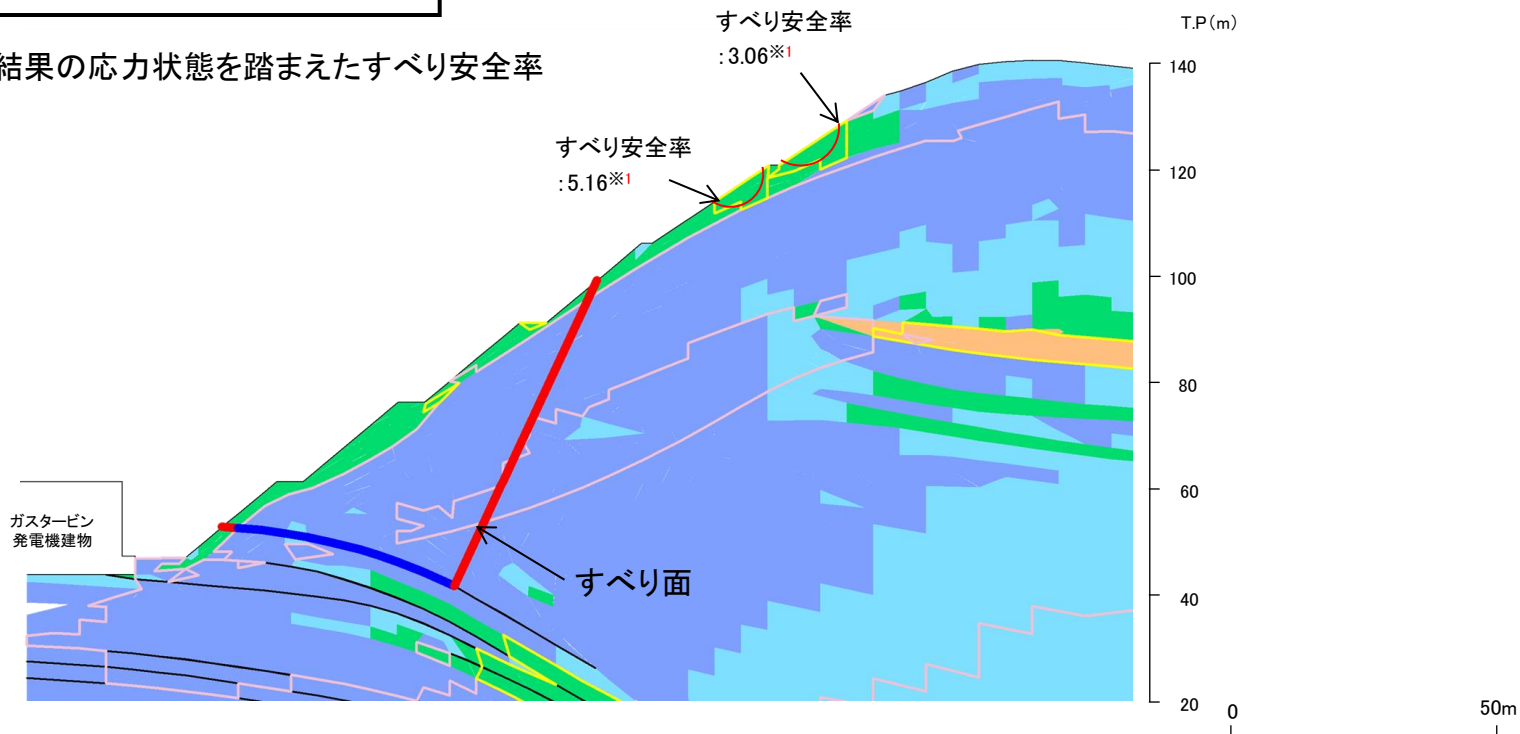 結果の応力状態を踏まえたすべり安全率
すべり安全率
:3.06※1
すべり安全率
:5.16※1
T.P(m)
140
120
100
80
60
40
20
ガスタービン
発電機建物
すべり面
0
50m